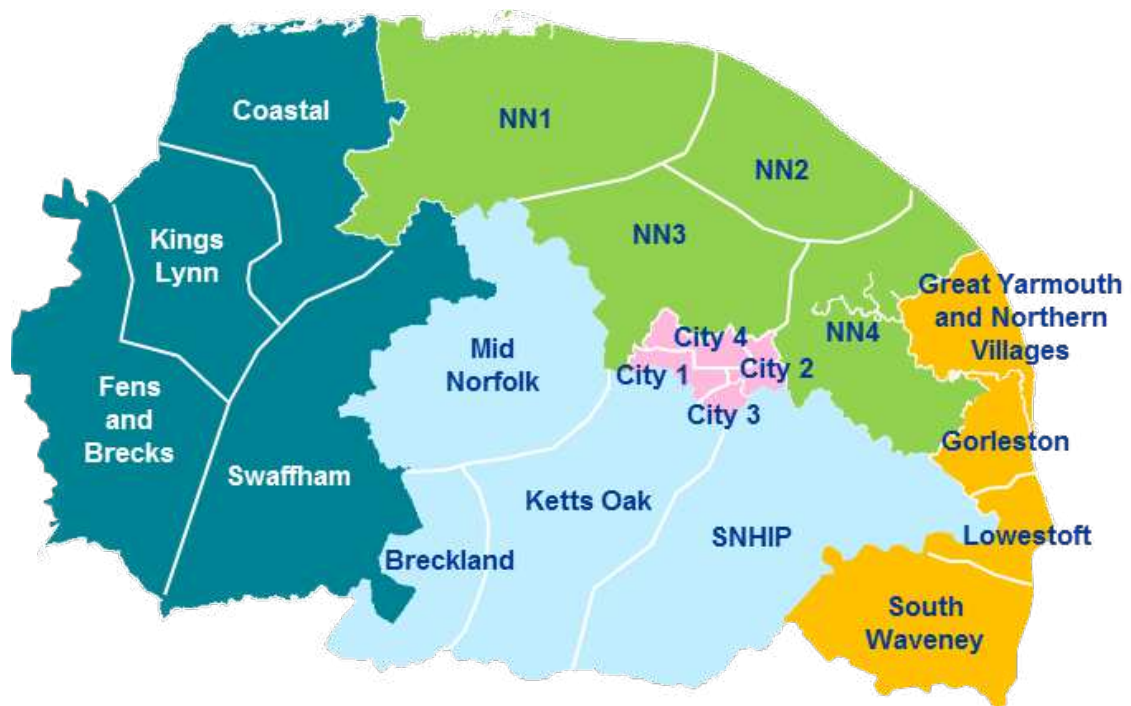 Coastal
NN1
NN2
Kings
Lynn
NN3
Great Yarmouth
and Northern
Villages
NN4
City 4
Mid
Norfolk
City 1
City 2
Fens
and
Brecks
City 3
Gorleston
Swaffham
Ketts Oak
SNHIP
Lowestoft
Breckland
South
Waveney